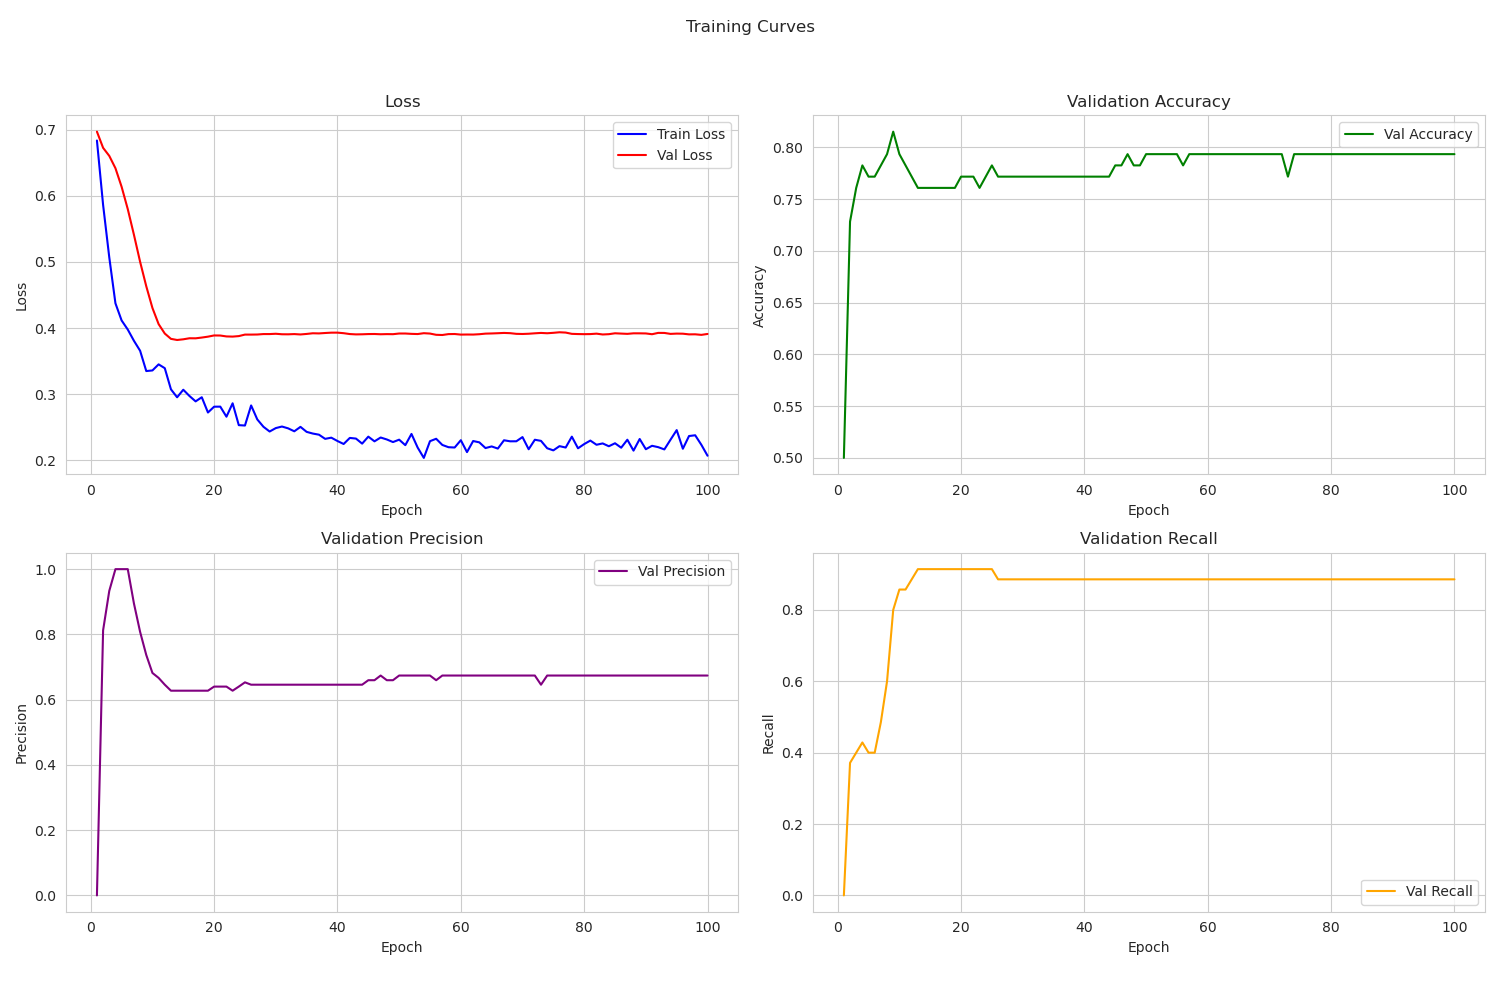 Training Curves
Loss
0.7
0.6
0.5
0.4
0.3
0.2
Loss
0 20 40 60 80 100
Epoch
Train Loss
Val Loss
Validation Accuracy
0.80
0.75
0.70
0.65
0.60
0.55
0.50
Accuracy
0 20 40 60 80 100
Epoch
Val Accuracy
Validation Precision
1.0
0.8
0.6
0.4
0.2
0.0
Precision
0 20 40 60 80 100
Epoch
Val Precision
Validation Recall
0.8
0.6
0.4
0.2
0.0
Recall
0 20 40 60 80 100
Epoch
Val Recall